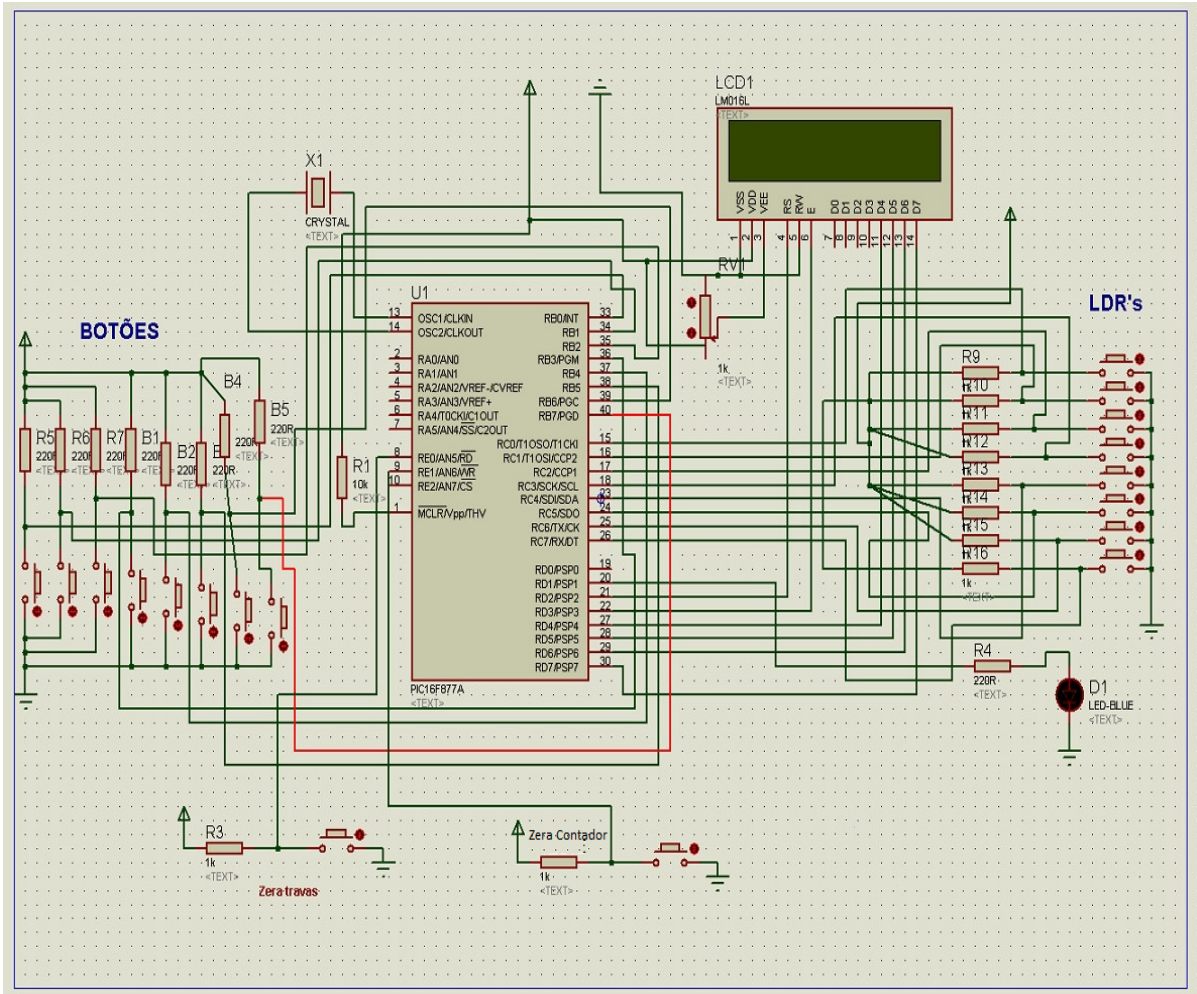 LCD1
LM016L
<TEXT>
VSS
VDD
VEE
RS
RW
E
D0
D1
D2
D3
D4
D5
D6
D7
1
2
3
4
5
6
7
8
9
10
11
12
13
14
X1
CRYSTAL
<TEXT>
RV1
1k
<TEXT>
U1
13
OSC1/CLKIN
14
OSC2/CLKOUT
2
RA0/AN0
3
RA1/AN1
4
RA2/AN2/VREF-/CVREF
5
RA3/AN3/VREF+
6
RA4/T0CKI/C1OUT
7
RA5/AN4/SS/C2OUT
8
RE0/AN5/RD
9
RE1/AN6/WR
10
RE2/AN7/CS
1
MCLR/Vpp/THV
RB0/INT
33
RB1
34
RB2
35
RB3/PGM
36
RB4
37
RB5
38
RB6/PGC
39
RB7/PGD
40
RC0/T1OSO/T1CKI
15
RC1/T1OSI/CCP2
16
RC2/CCP1
17
RC3/SCK/SCL
18
RC4/SDI/SDA
23
RC5/SDO
24
RC6/TX/CK
25
RC7/RX/DT
26
RD0/PSP0
19
RD1/PSP1
20
RD2/PSP2
21
RD3/PSP3
22
RD4/PSP4
27
RD5/PSP5
28
RD6/PSP6
29
RD7/PSP7
30
PIC16F877A
<TEXT>
BOTÕES
B4
B5
220R
<TEXT>
R5
R6
R7
B1
B2
220R
R1
10k
<TEXT>
LDR's
R9
R10
R11
R12
R13
R14
R15
R16
1k
<TEXT>
R4
220R
<TEXT>
D1
LED-BLUE
<TEXT>
R3
1k
<TEXT>
Zera travas
Zera Contador
1k
<TEXT>